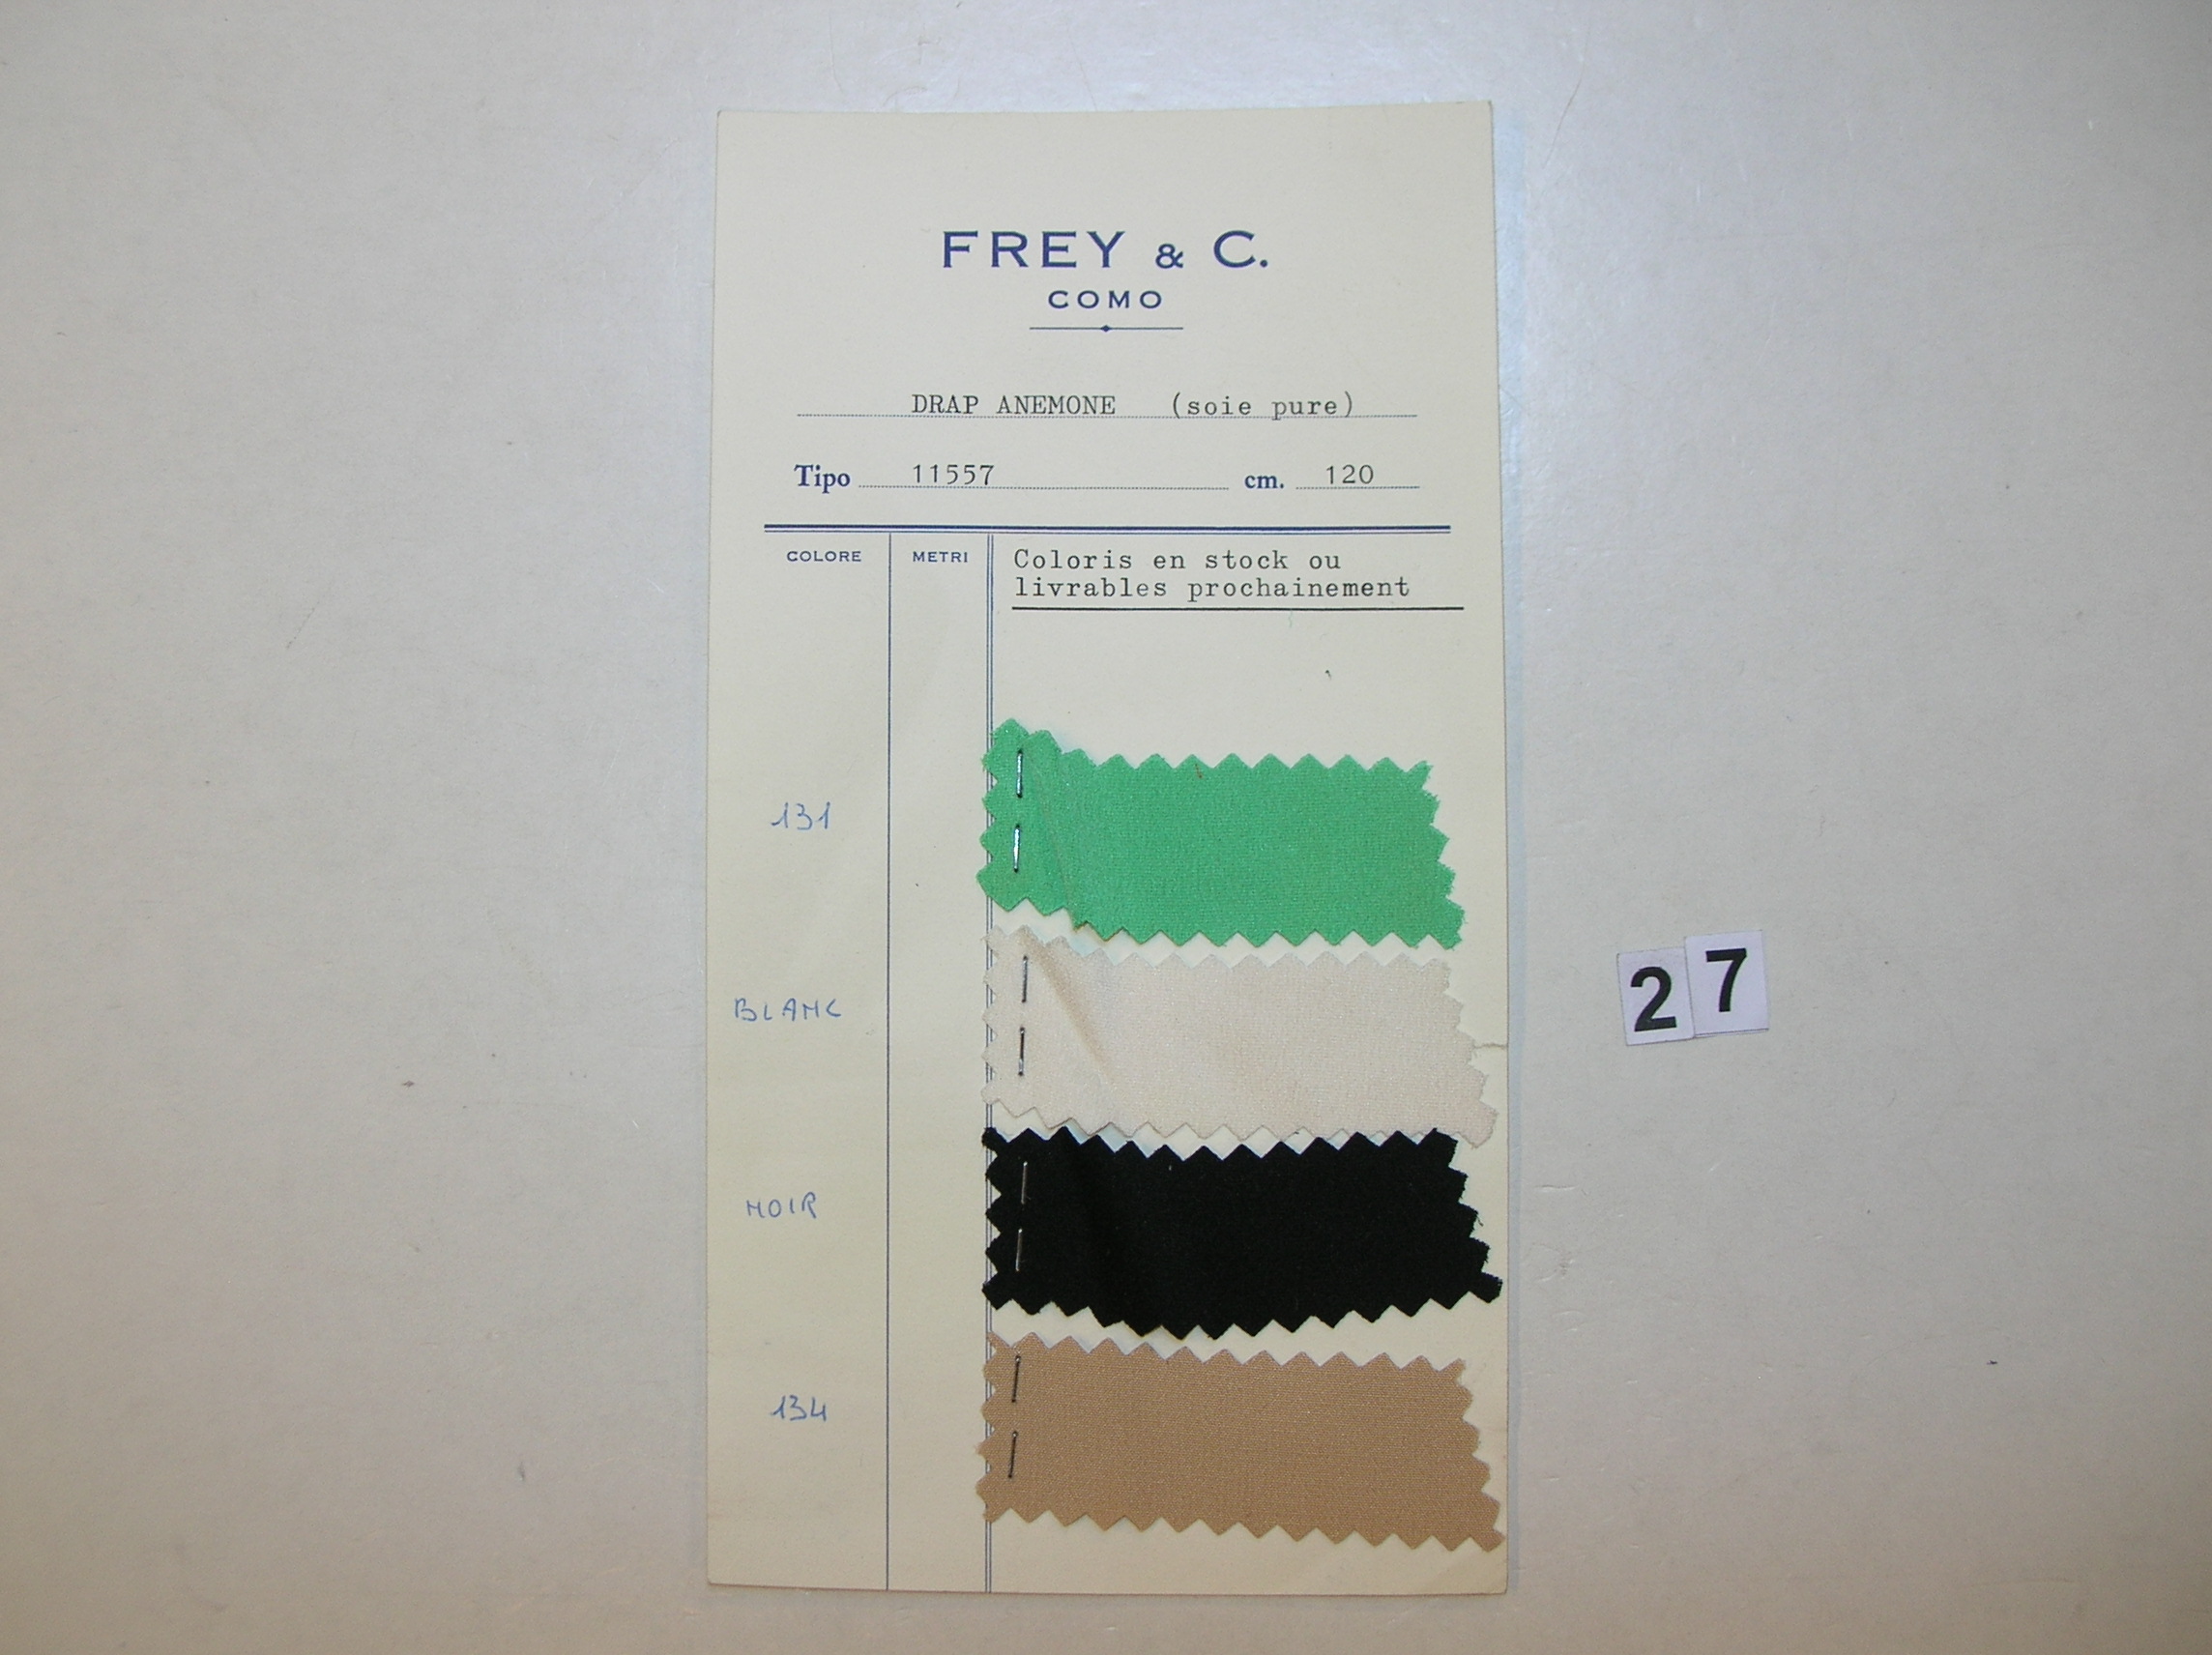 FREY & C.
COMO
DRAP ANEMONE (soie pure)
Tipo 11557 cm. 120
COLORE METRI Coloris en stock ou
livrables prochainement
131
BLANC
NOIR
134
27